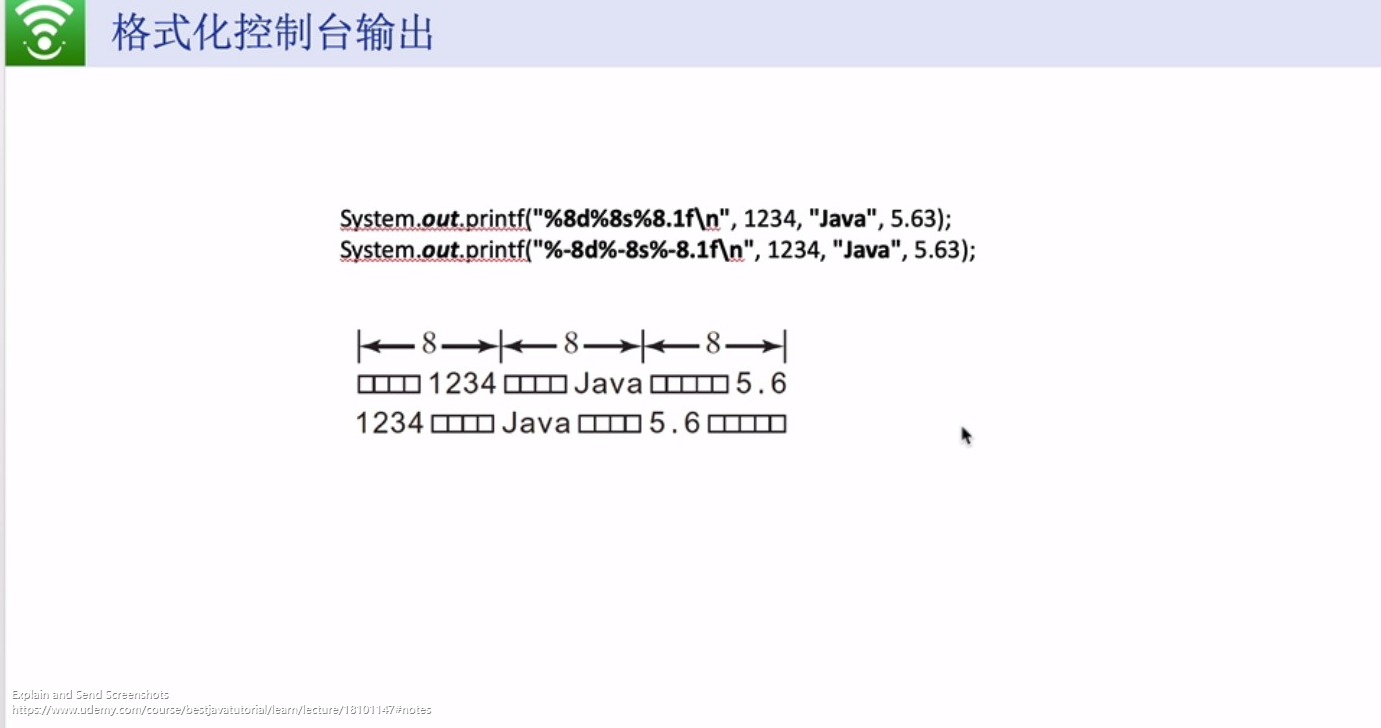 格式化控制台输出
System.out.printf("%8d%8s%8.1f\n", 1234, "Java", 5.63);
System.out.printf("%-8d%-8s%-8.1f\n", 1234, "Java", 5.63);
8 8 8
□□□□1234□□□□Java□□□□□5.6
1234□□□□Java□□□□5.6□□□□□
Explain and Send Screenshots
https://www.udemy.com/course/bestjavatutorial/learn/lecture/18101147#notes